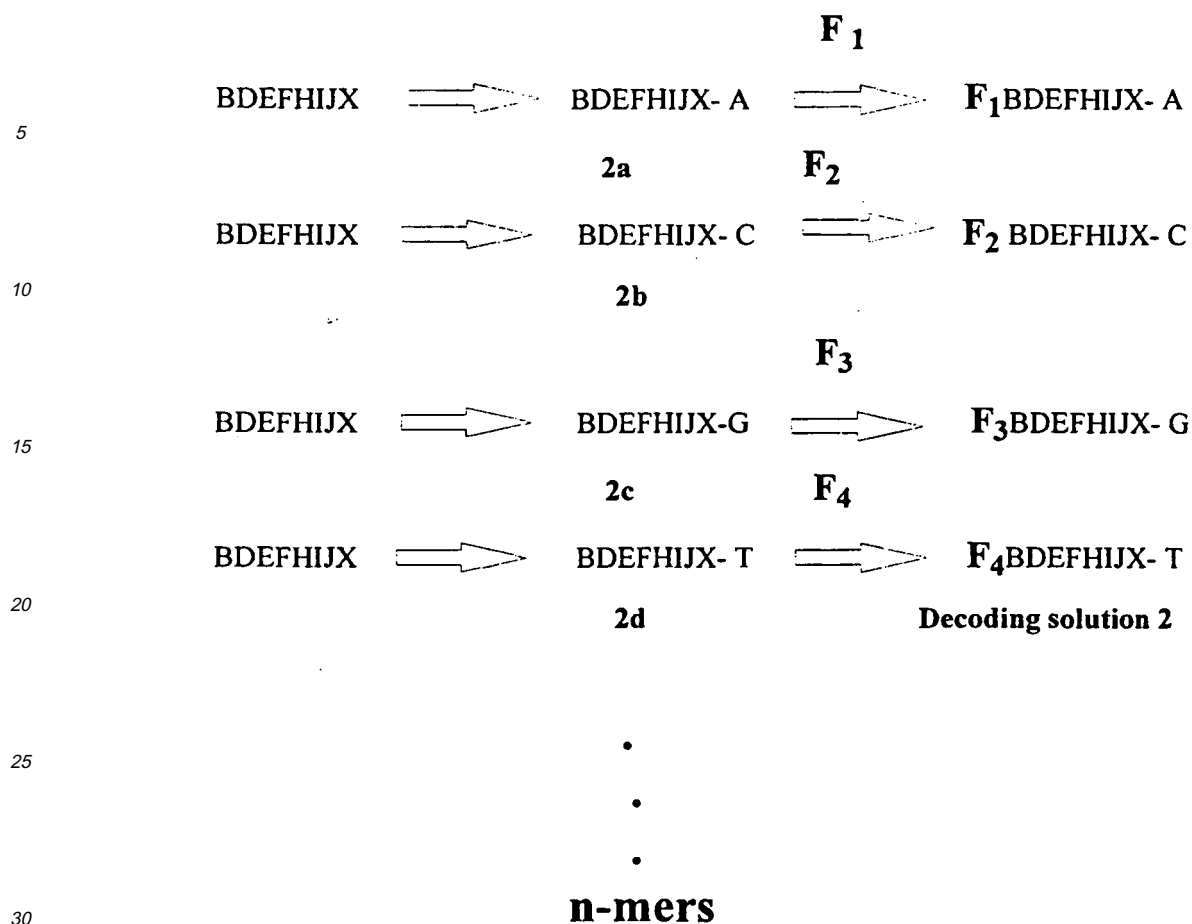 F 1
BDEFHIJX BDEFHIJX- A F1BDEFHIJX- A
5
2a F2
BDEFHIJX BDEFHIJX- C F2 BDEFHIJX- C
10
2b
F3
BDEFHIJX BDEFHIJX-G F3BDEFHIJX- G
15
2c F4
BDEFHIJX BDEFHIJX- T F4BDEFHIJX- T
20
2d Decoding solution 2
25
n-mers
30